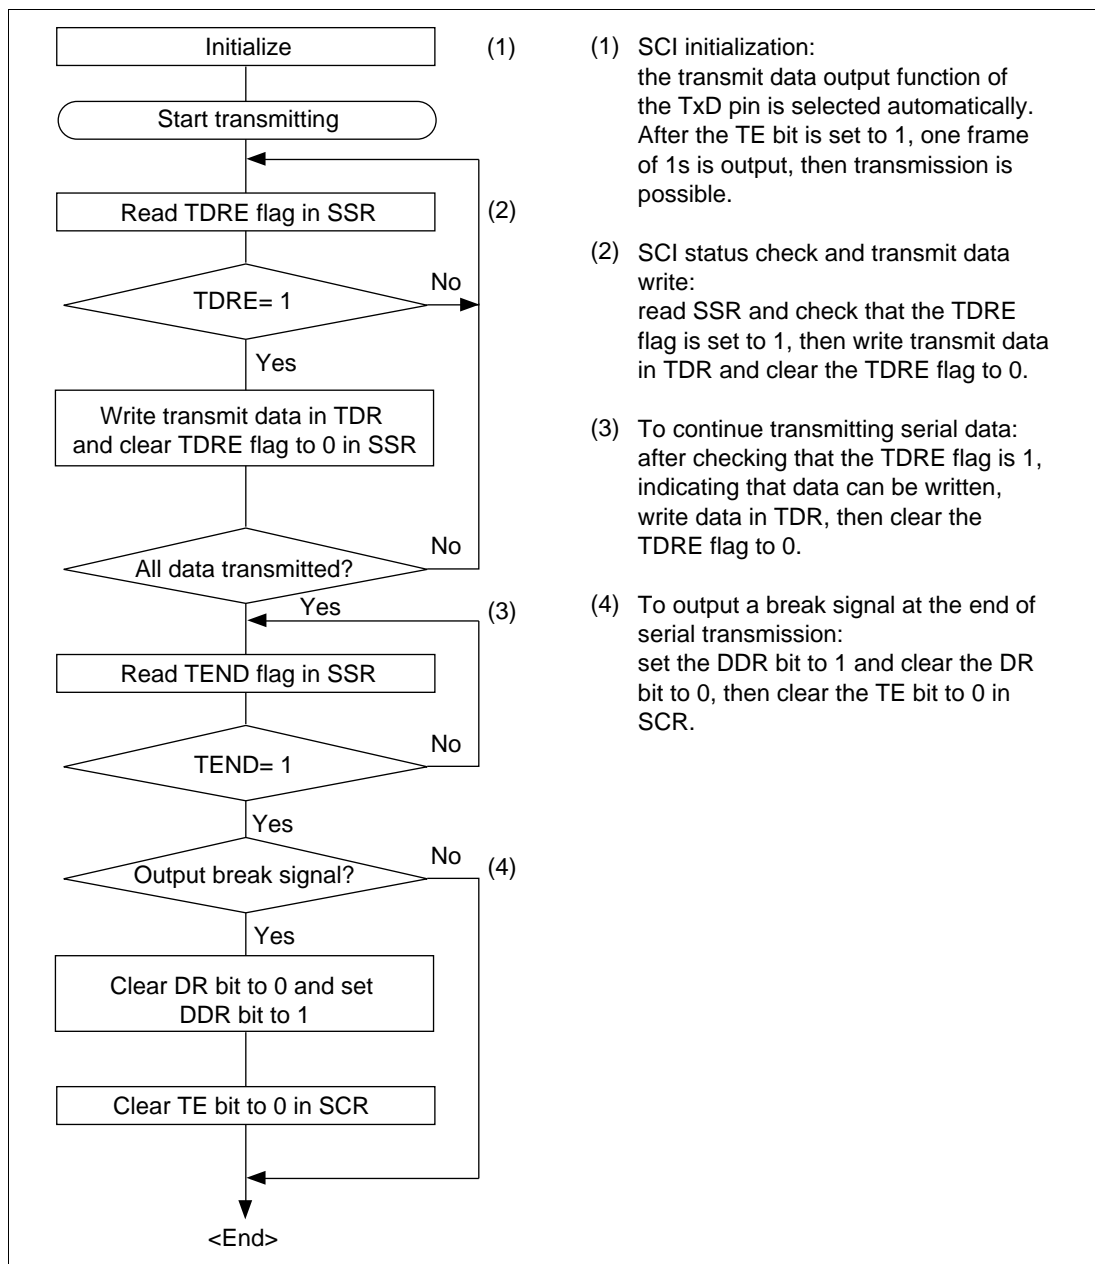 Initialize
(1)
Start transmitting
Read TDRE flag in SSR
(2)
TDRE= 1
No
Yes
Write transmit data in TDR
and clear TDRE flag to 0 in SSR
All data transmitted?
No
Yes
(3)
Read TEND flag in SSR
TEND= 1
No
Yes
Output break signal?
No
(4)
Yes
Clear DR bit to 0 and set
DDR bit to 1
Clear TE bit to 0 in SCR
<End>
(1) SCI initialization:
the transmit data output function of
the TxD pin is selected automatically.
After the TE bit is set to 1, one frame
of 1s is output, then transmission is
possible.
(2) SCI status check and transmit data
write:
read SSR and check that the TDRE
flag is set to 1, then write transmit data
in TDR and clear the TDRE flag to 0.
(3) To continue transmitting serial data:
after checking that the TDRE flag is 1,
indicating that data can be written,
write data in TDR, then clear the
TDRE flag to 0.
(4) To output a break signal at the end of
serial transmission:
set the DDR bit to 1 and clear the DR
bit to 0, then clear the TE bit to 0 in
SCR.